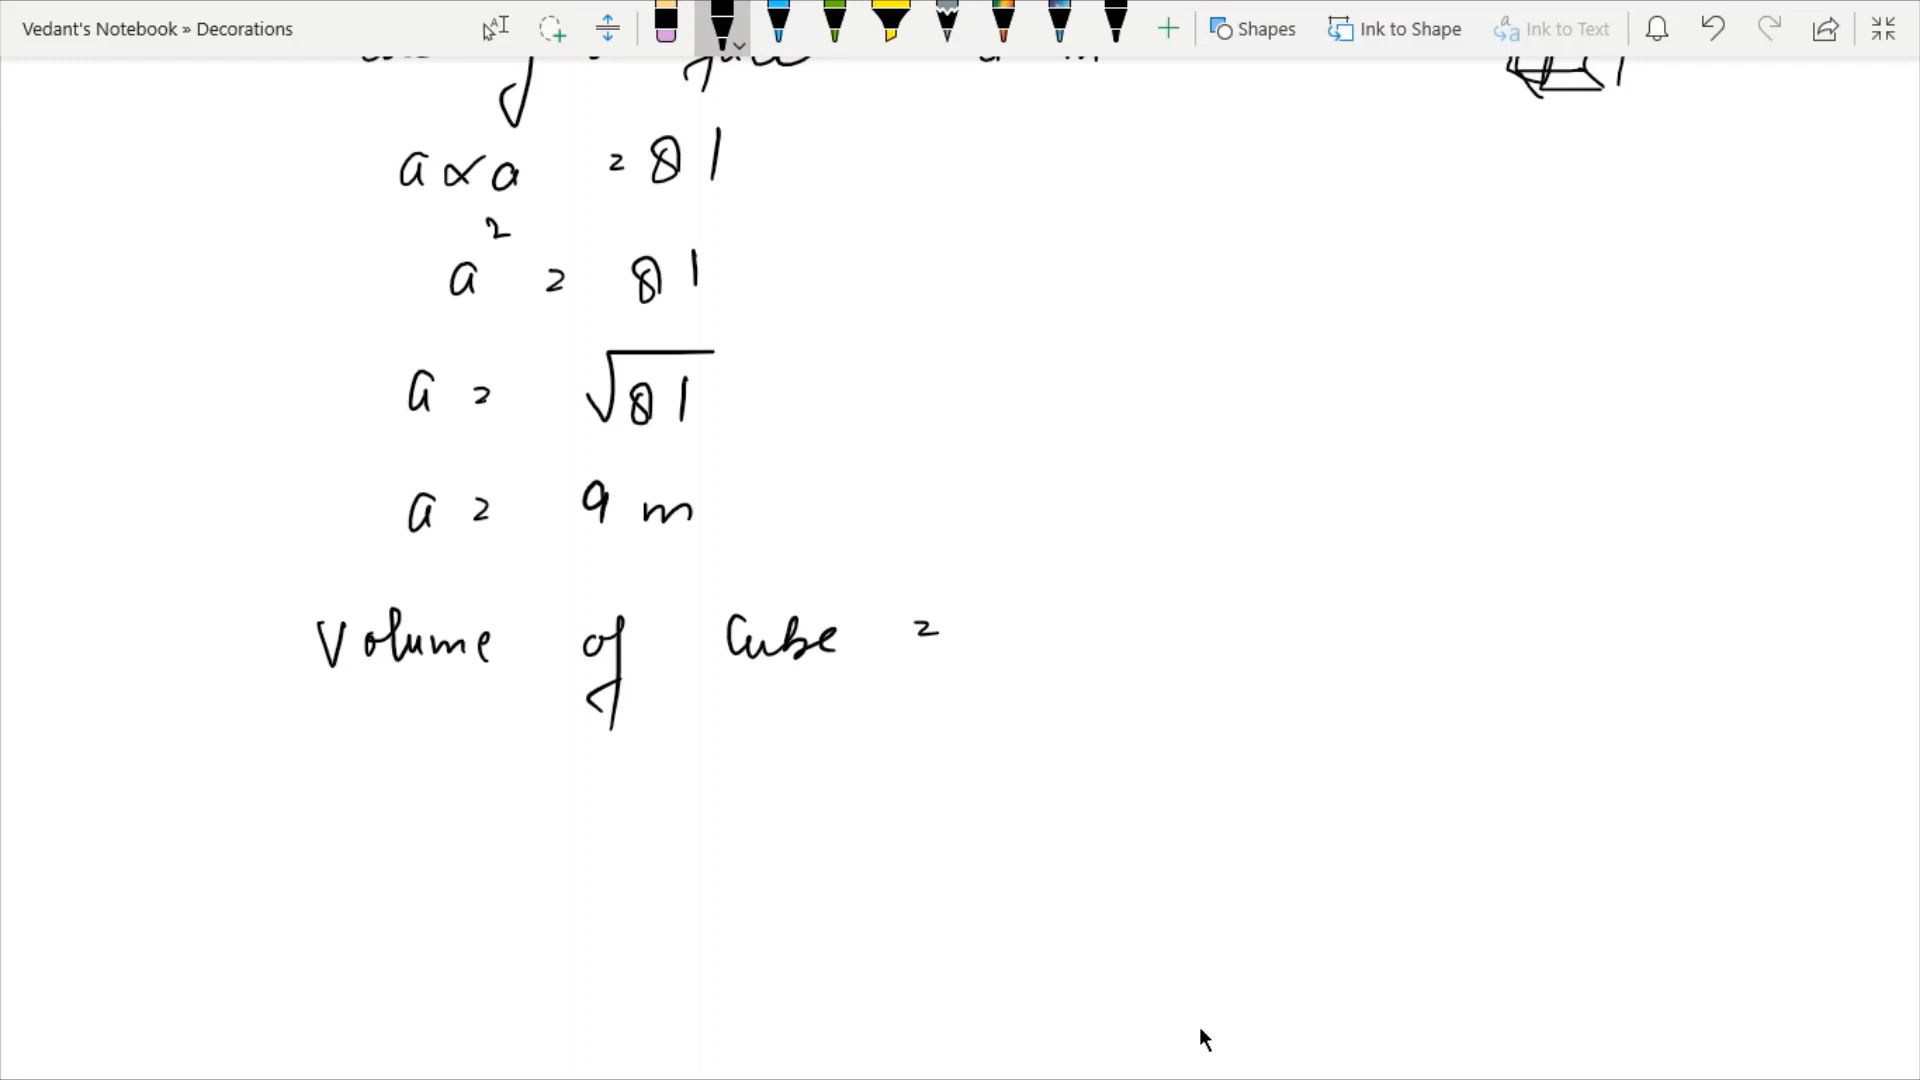 Vedant's Notebook » Decorations Shapes Ink to Shape Ink to Text
a × a = 81
a² = 81
a = √81
a = 9 m
Volume of Cube =